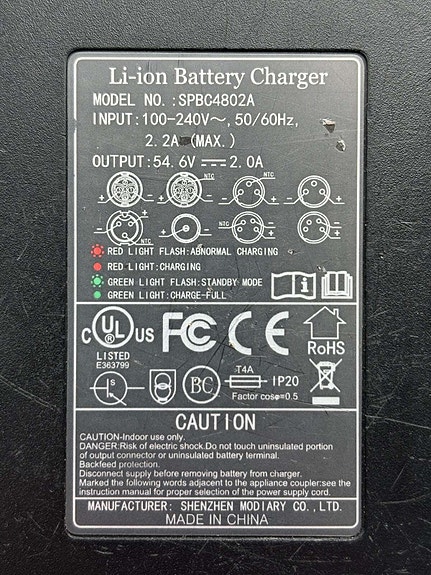 Li-ion Battery Charger
MODEL NO.:SPBC4802A
INPUT:100-240V～,50/60Hz,
2.2A (MAX.)
OUTPUT:54.6V⎓2.0A
NTC NTC
+ - + - + - + -
+ - - + - + - +
NTC NTC
RED LIGHT FLASH:ABNORMAL CHARGING
RED LIGHT:CHARGING
GREEN LIGHT FLASH:STANDBY MODE
GREEN LIGHT:CHARGE-FULL
i
C UL ® US FC CE RoHS
LISTED
E363799
S BC T4A IP20
Factor cosφ=0.5
CAUTION
CAUTION-Indoor use only.
DANGER:Risk of electric shock.Do not touch uninsulated portion
of output connector or uninsulated battery terminal.
Backfeed protection.
Disconnect supply before removing battery from charger.
Marked the following words adjacent to the appliance coupler:see the
instruction manual for proper selection of the power supply cord.
MANUFACTURER: SHENZHEN MODIARY CO.,LTD.
MADE IN CHINA